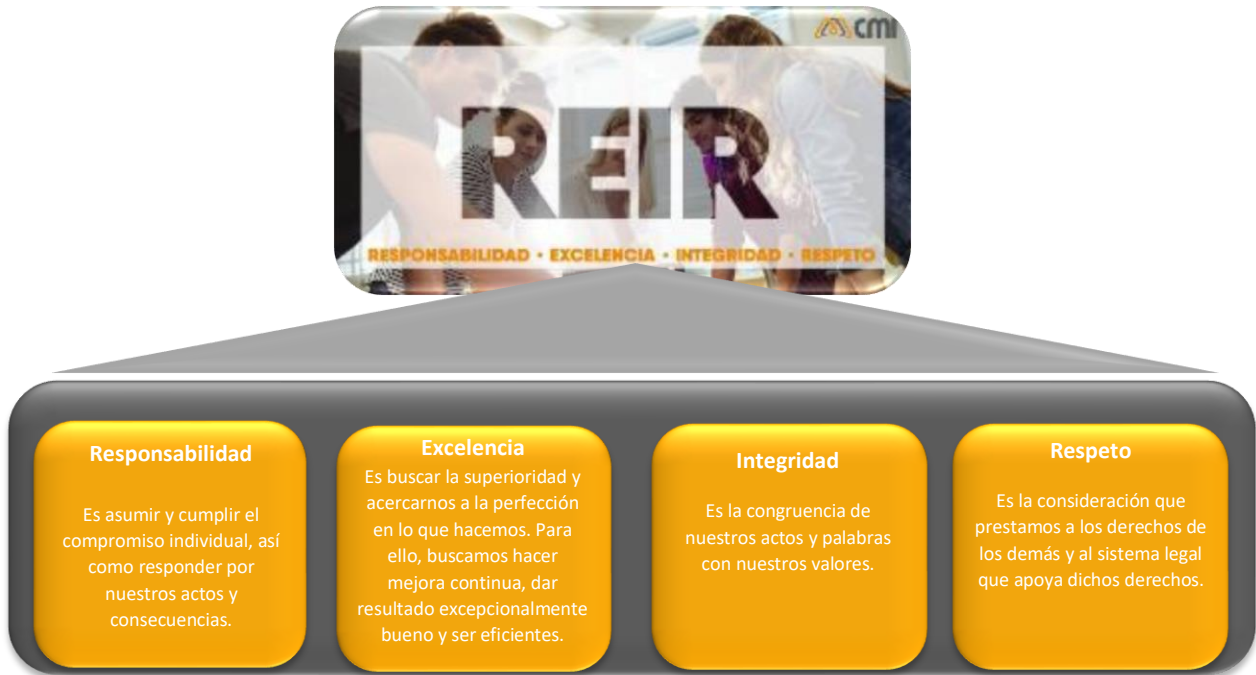 cmi
REIR
RESPONSABILIDAD • EXCELENCIA • INTEGRIDAD • RESPETO
Responsabilidad
Es asumir y cumplir el
compromiso individual, así
como responder por
nuestros actos y
consecuencias.
Excelencia
Es buscar la superioridad y
acercarnos a la perfección
en lo que hacemos. Para
ello, buscamos hacer
mejora continua, dar
resultado excepcionalmente
bueno y ser eficientes.
Integridad
Es la congruencia de
nuestros actos y palabras
con nuestros valores.
Respeto
Es la consideración que
prestamos a los derechos de
los demás y al sistema legal
que apoya dichos derechos.